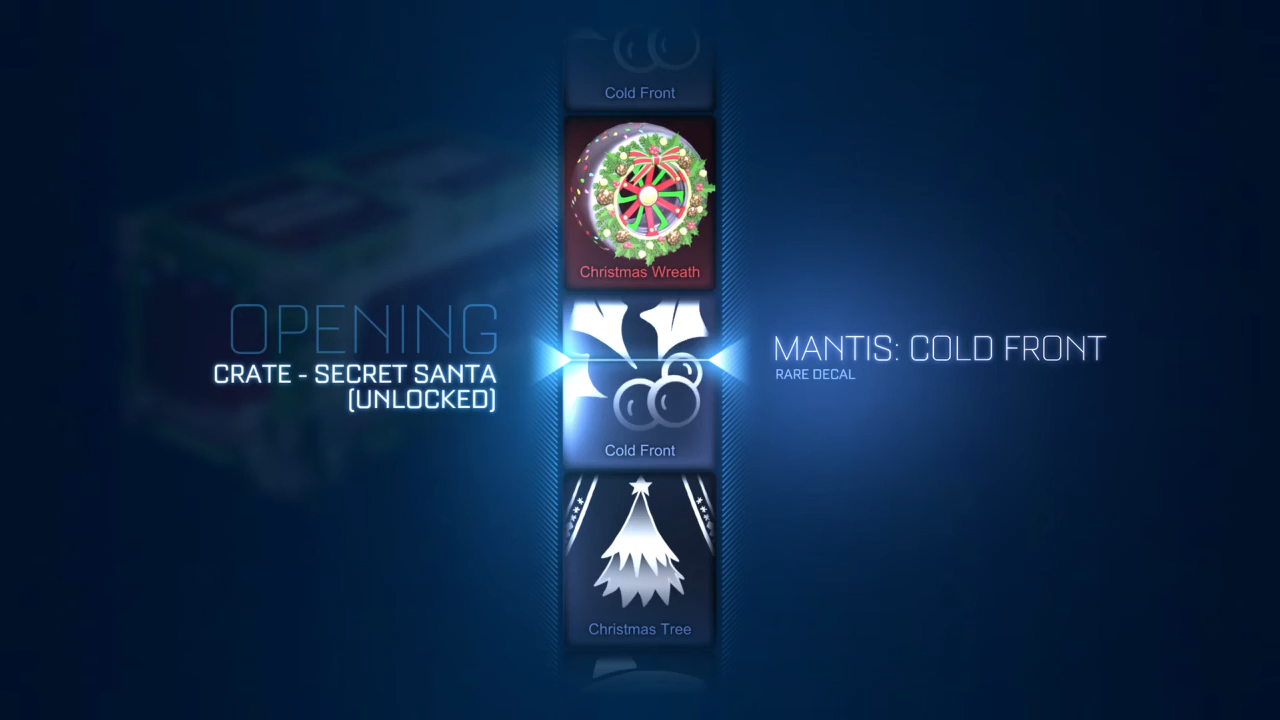 Cold Front
Christmas Wreath
OPENING
CRATE - SECRET SANTA
(UNLOCKED)
MANTIS: COLD FRONT
RARE DECAL
Cold Front
Christmas Tree